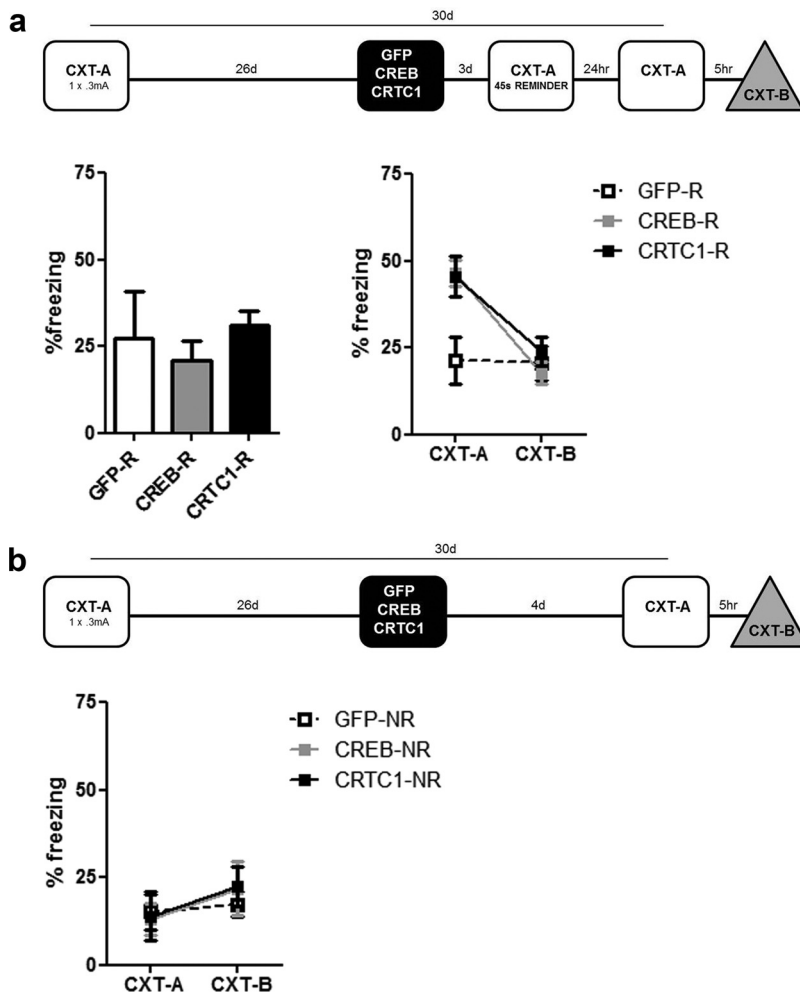 a
30d
CXT-A
1 x .3mA
26d
GFP
CREB
CRTC1
3d
CXT-A
45s REMINDER
24hr
CXT-A
5hr
CXT-B
75
50
25
0
%freezing
GFP-R
CREB-R
CRTC1-R
75
50
25
0
% freezing
CXT-A
CXT-B
GFP-R
CREB-R
CRTC1-R
b
30d
CXT-A
1 x .3mA
26d
GFP
CREB
CRTC1
4d
CXT-A
5hr
CXT-B
75
50
25
0
% freezing
CXT-A
CXT-B
GFP-NR
CREB-NR
CRTC1-NR